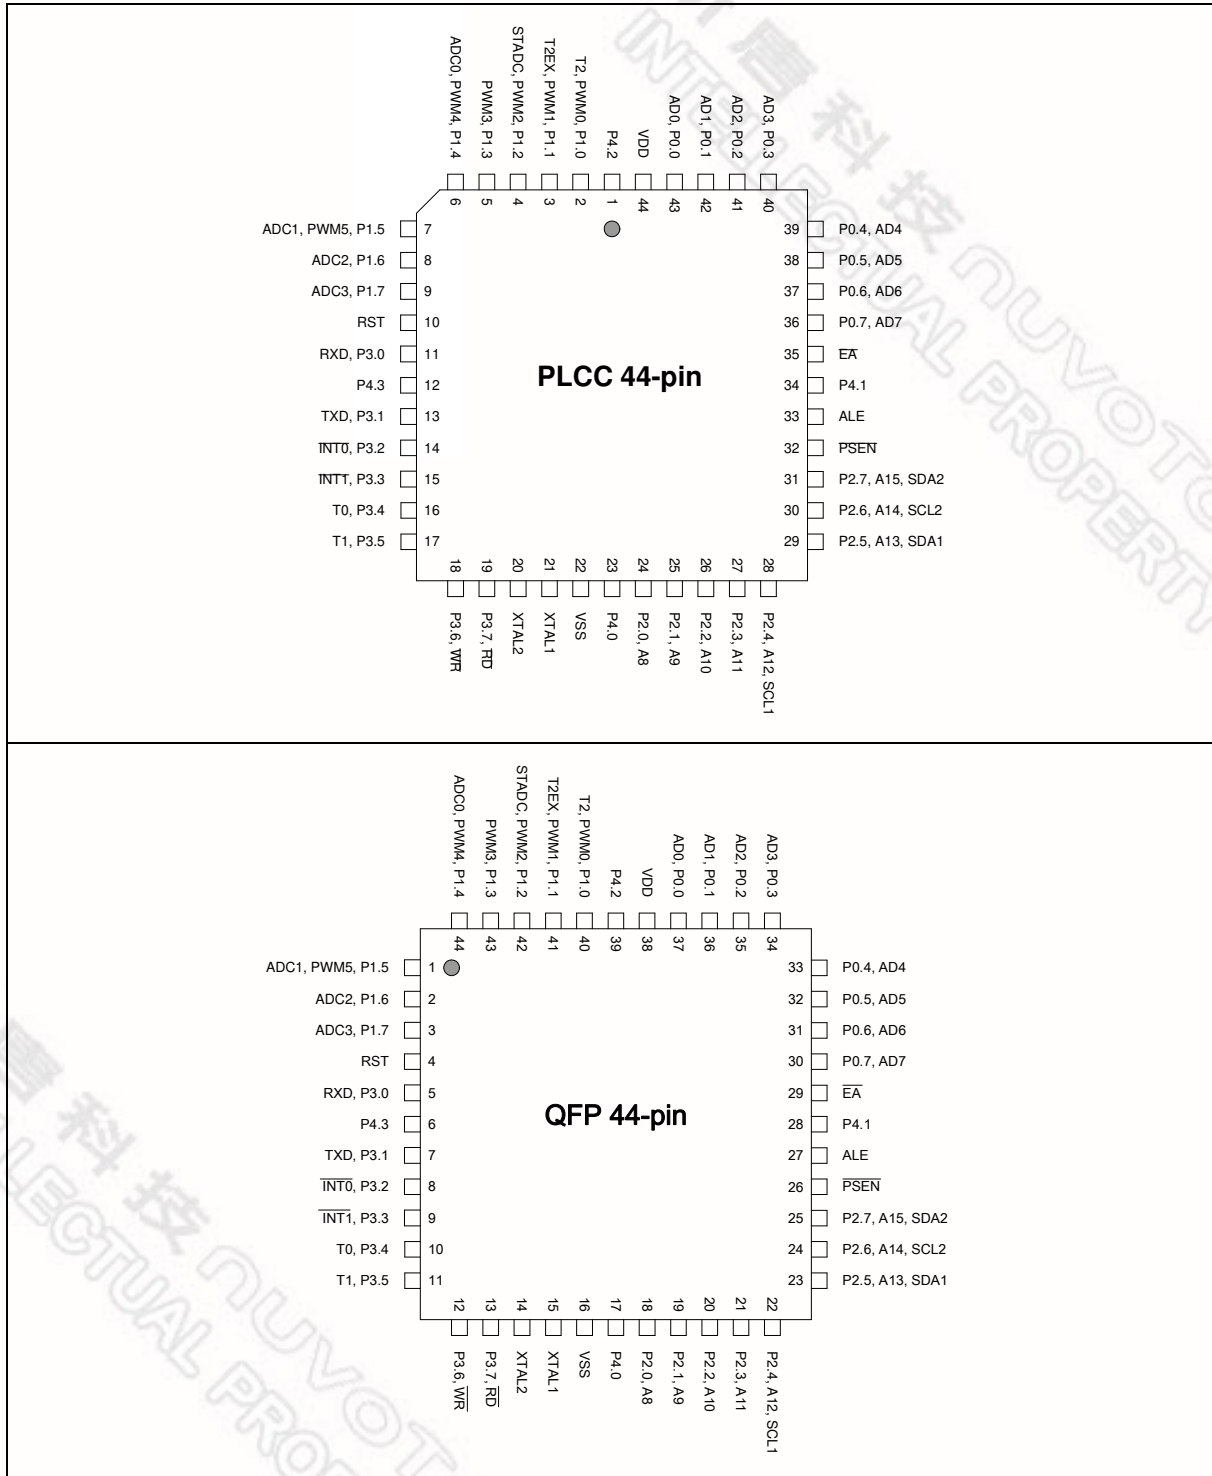 ADC0, PWM4, P1.4
PWM3, P1.3
STADC, PWM2, P1.2
T2EX, PWM1, P1.1
T2, PWM0, P1.0
P4.2
VDD
AD0, P0.0
AD1, P0.1
AD2, P0.2
AD3, P0.3
6 5 4 3 2 1 44 43 42 41 40
ADC1, PWM5, P1.5 7 39 P0.4, AD4
ADC2, P1.6 8 38 P0.5, AD5
ADC3, P1.7 9 37 P0.6, AD6
RST 10 36 P0.7, AD7
RXD, P3.0 11 35 EA
P4.3 12 34 P4.1
PLCC 44-pin
TXD, P3.1 13 33 ALE
INT0, P3.2 14 32 PSEN
INT1, P3.3 15 31 P2.7, A15, SDA2
T0, P3.4 16 30 P2.6, A14, SCL2
T1, P3.5 17 29 P2.5, A13, SDA1
18 19 20 21 22 23 24 25 26 27 28
P3.6, WR
P3.7, RD
XTAL2
XTAL1
VSS
P4.0
P2.0, A8
P2.1, A9
P2.2, A10
P2.3, A11
P2.4, A12, SCL1
ADC0, PWM4, P1.4
PWM3, P1.3
STADC, PWM2, P1.2
T2EX, PWM1, P1.1
T2, PWM0, P1.0
P4.2
VDD
AD0, P0.0
AD1, P0.1
AD2, P0.2
AD3, P0.3
44 43 42 41 40 39 38 37 36 35 34
ADC1, PWM5, P1.5 1 33 P0.4, AD4
ADC2, P1.6 2 32 P0.5, AD5
ADC3, P1.7 3 31 P0.6, AD6
RST 4 30 P0.7, AD7
RXD, P3.0 5 29 EA
P4.3 6 28 P4.1
QFP 44-pin
TXD, P3.1 7 27 ALE
INT0, P3.2 8 26 PSEN
INT1, P3.3 9 25 P2.7, A15, SDA2
T0, P3.4 10 24 P2.6, A14, SCL2
T1, P3.5 11 23 P2.5, A13, SDA1
12 13 14 15 16 17 18 19 20 21 22
P3.6, WR
P3.7, RD
XTAL2
XTAL1
VSS
P4.0
P2.0, A8
P2.1, A9
P2.2, A10
P2.3, A11
P2.4, A12, SCL1
唐科技 nuvoTo
INTELLECTUAL PROPERTY
唐科技 nuvoTo
LLECTUAL PROP